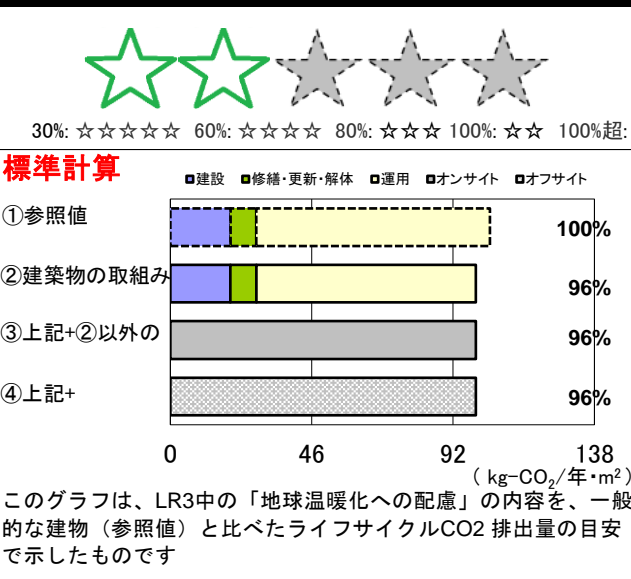 30%: ☆☆☆☆☆ 60%: ☆☆☆☆ 80%: ☆☆☆ 100%: ☆☆ 100%超:
標準計算
建設 修繕・更新・解体 運用 オンサイト オフサイト
①参照値 100%
②建築物の取組み 96%
③上記+②以外の 96%
④上記+ 96%
0 46 92 138
( kg-CO₂/年・m² )
このグラフは、LR3中の「地球温暖化への配慮」の内容を、一般
的な建物（参照値）と比べたライフサイクルCO2 排出量の目安
で示したものです